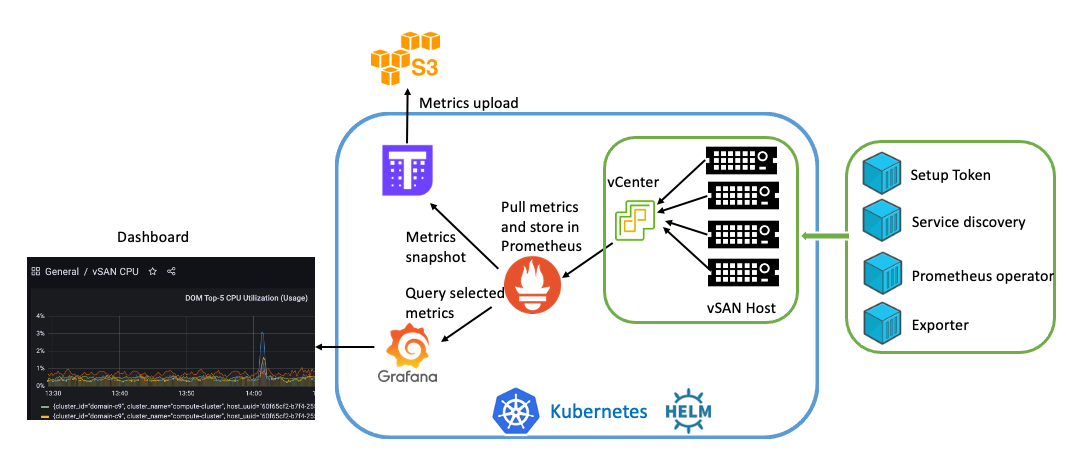 S3
Metrics upload
T
vCenter
Pull metrics
and store in
Prometheus
Metrics
snapshot
Query selected
metrics
vSAN Host
Grafana
Kubernetes
HELM
Setup Token
Service discovery
Prometheus operator
Exporter
Dashboard
General / vSAN CPU
DOM Top-5 CPU Utilization (Usage)
4%
3%
2%
1%
0%
13:30
13:40
13:50
14:00
{cluster_id="domain-c9", cluster_name="compute-cluster", host_uuid="60f65cf2-b7f4-25
{cluster_id="domain-c9", cluster_name="compute-cluster", host_uuid="60f65cf2-b7f4-25